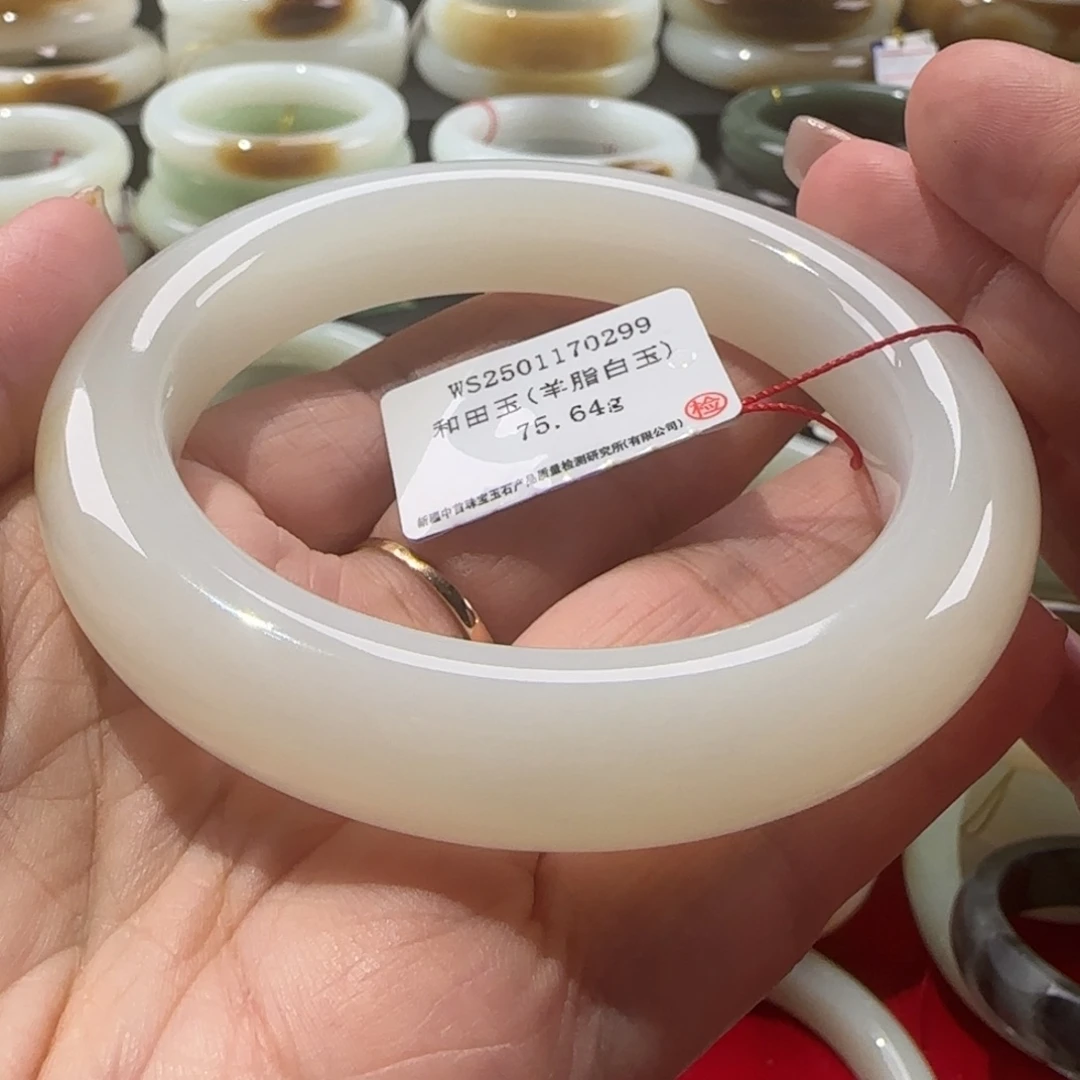 WS2501170299
和田玉(羊脂白玉)
75.64g
检
新疆中首珠宝玉石产品质量检测研究所(有限公司)